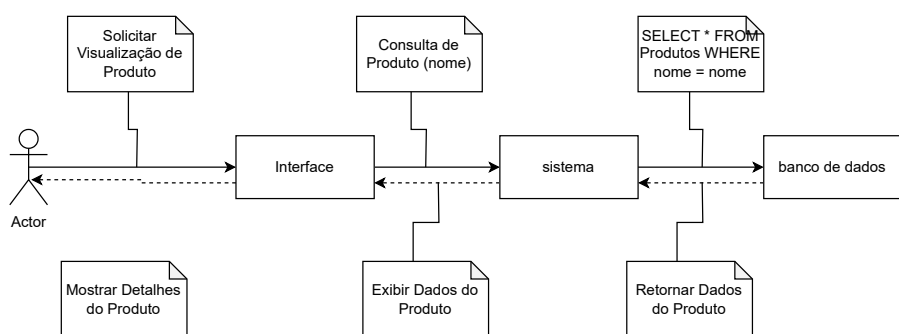 Solicitar
Visualização de
Produto
Consulta de
Produto (nome)
SELECT * FROM
Produtos WHERE
nome = nome
Interface
sistema
banco de dados
Actor
Mostrar Detalhes
do Produto
Exibir Dados do
Produto
Retornar Dados
do Produto